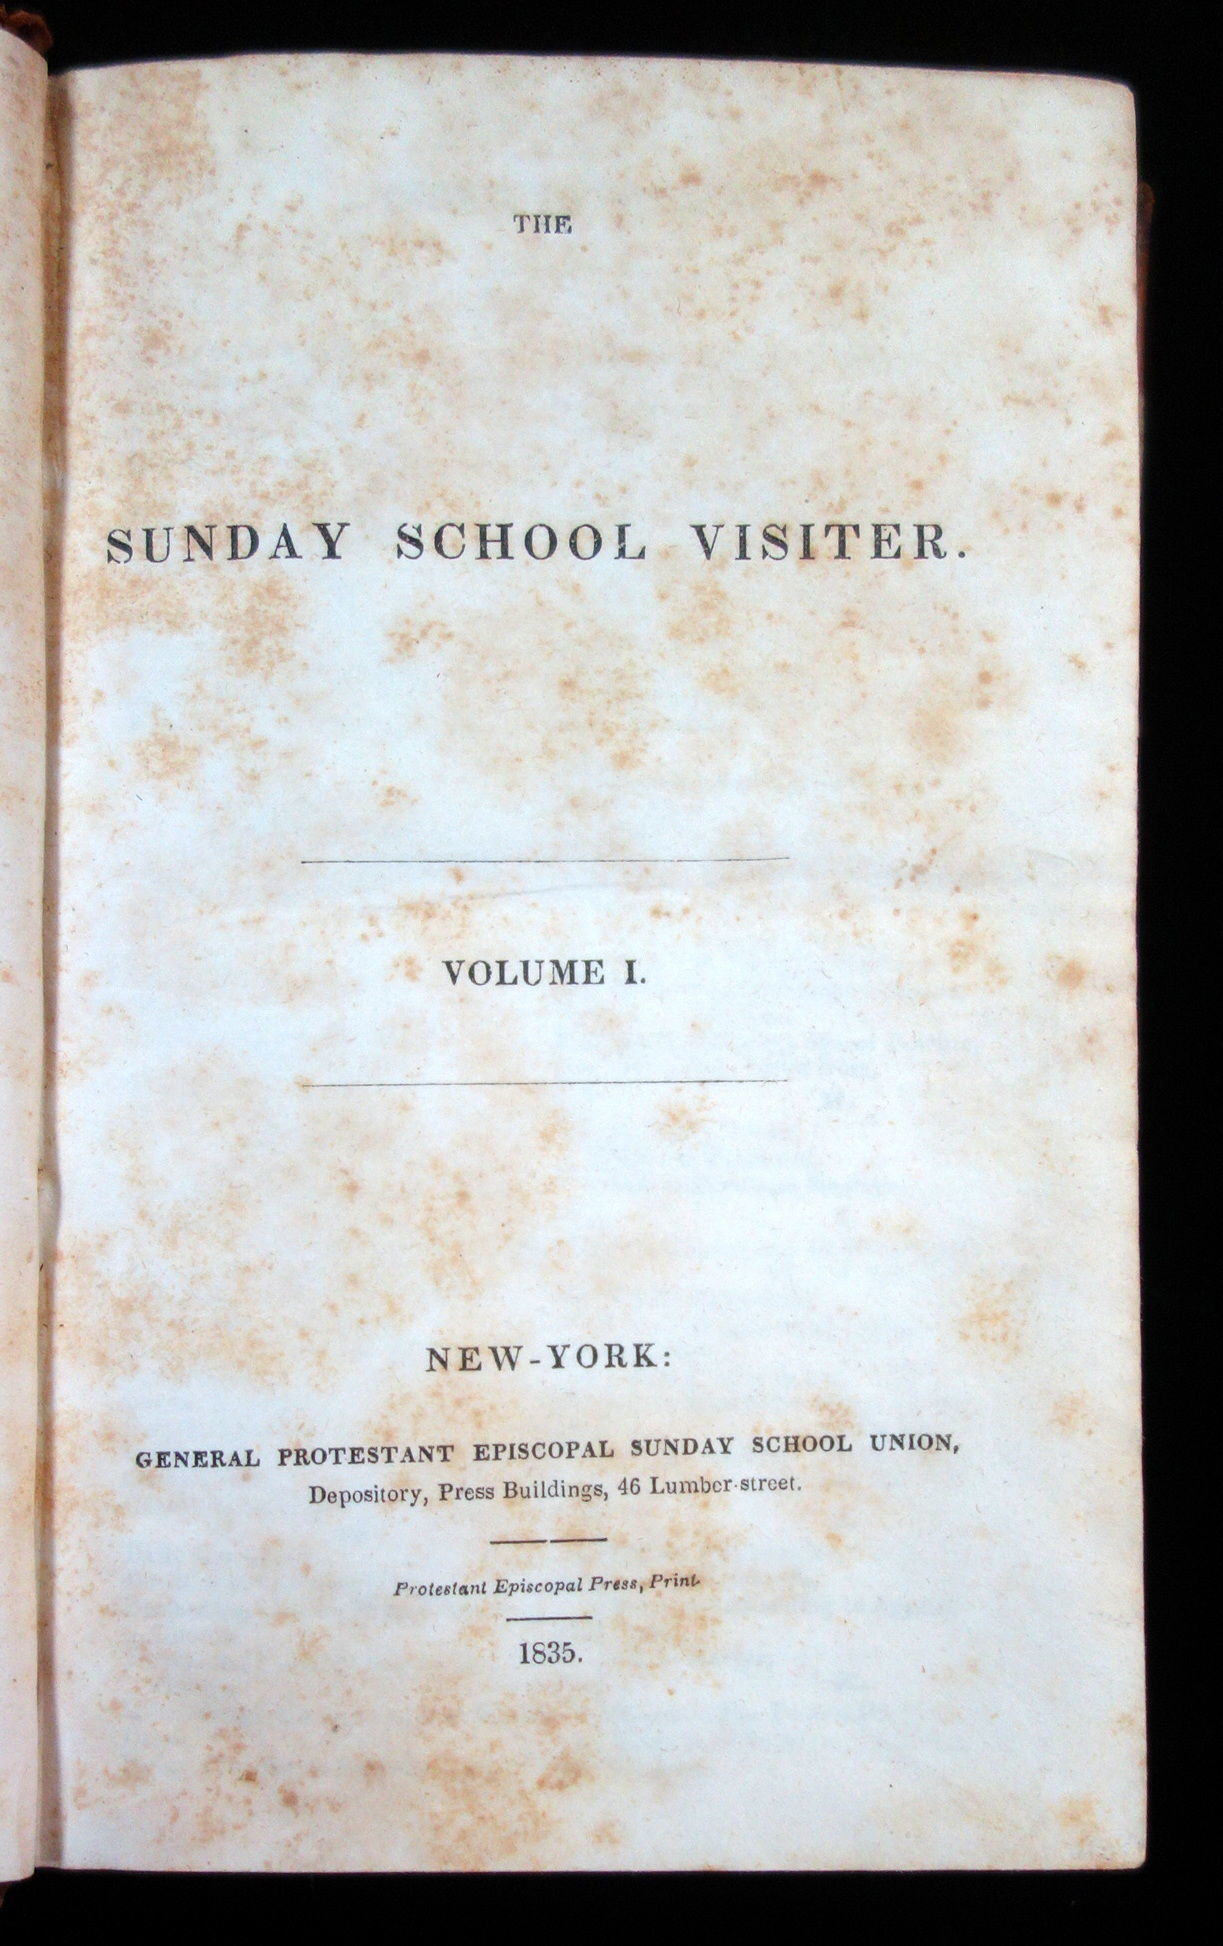 THE
SUNDAY SCHOOL VISITER.
VOLUME I.
NEW-YORK:
GENERAL PROTESTANT EPISCOPAL SUNDAY SCHOOL UNION,
Depository, Press Buildings, 46 Lumber-street.
Protestant Episcopal Press, Print.
1835.